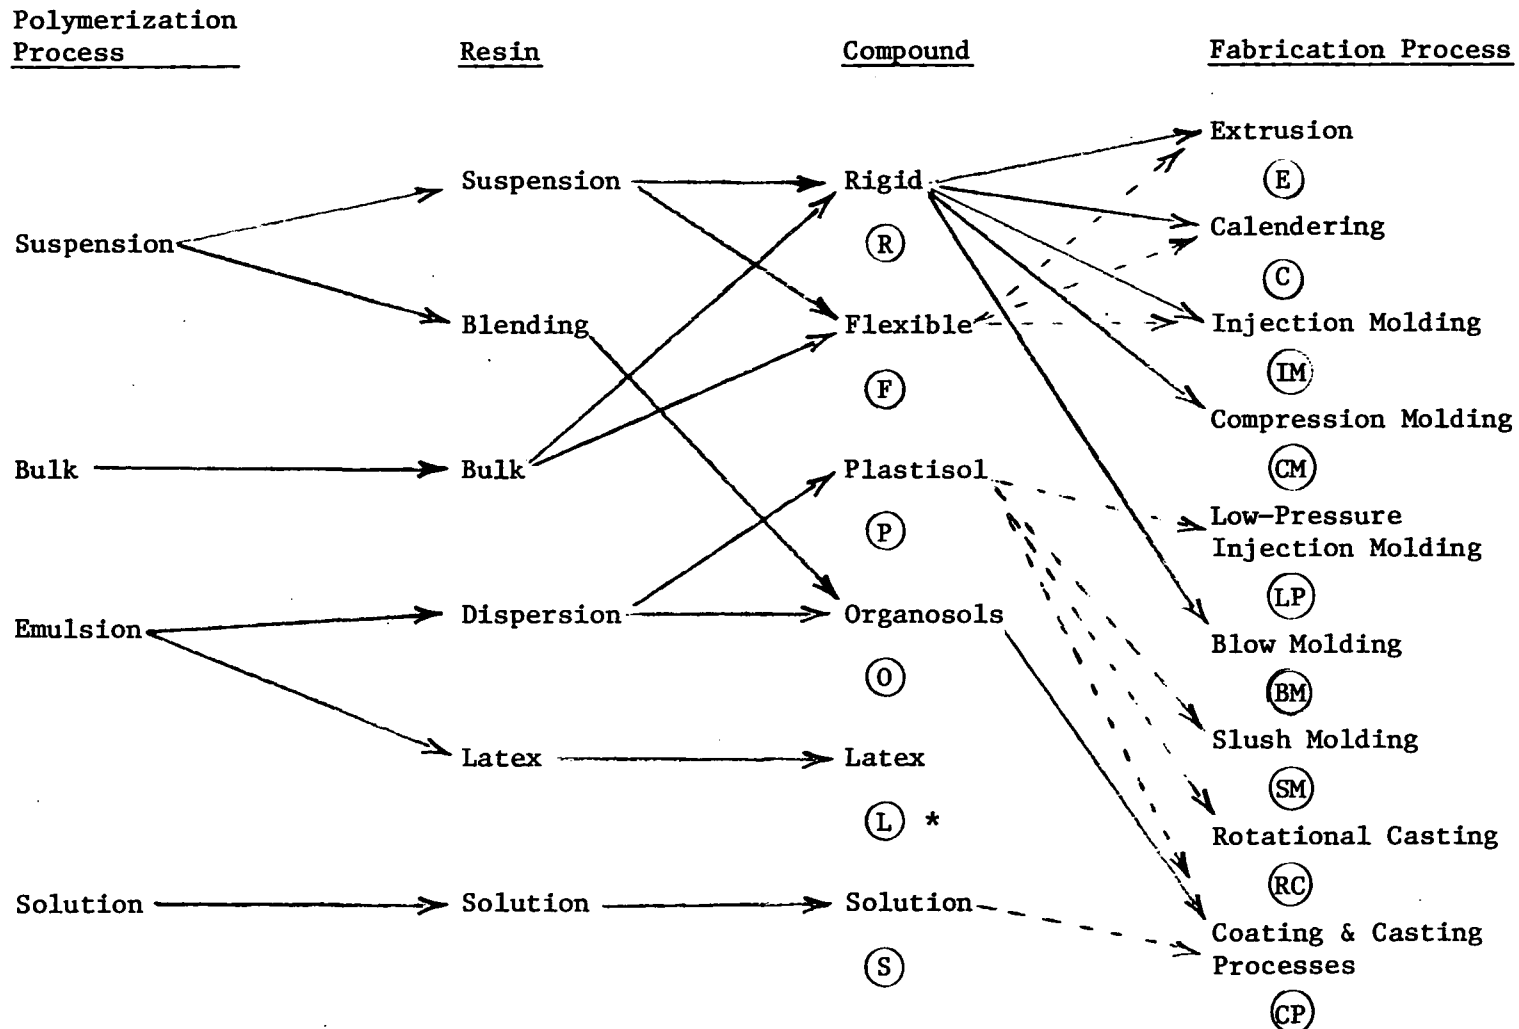 Polymerization
Process
Resin
Compound
Fabrication Process
Extrusion
Suspension
Rigid
E
Suspension
R
Calendering
C
Blending
Flexible
Injection Molding
F
IM
Compression Molding
Bulk
Bulk
Plastisol
CM
P
Low-Pressure
Injection Molding
LP
Emulsion
Dispersion
Organosols
Blow Molding
O
BM
Slush Molding
Latex
Latex
SM
L *
Rotational Casting
RC
Solution
Solution
Solution
Coating & Casting
Processes
S
CP